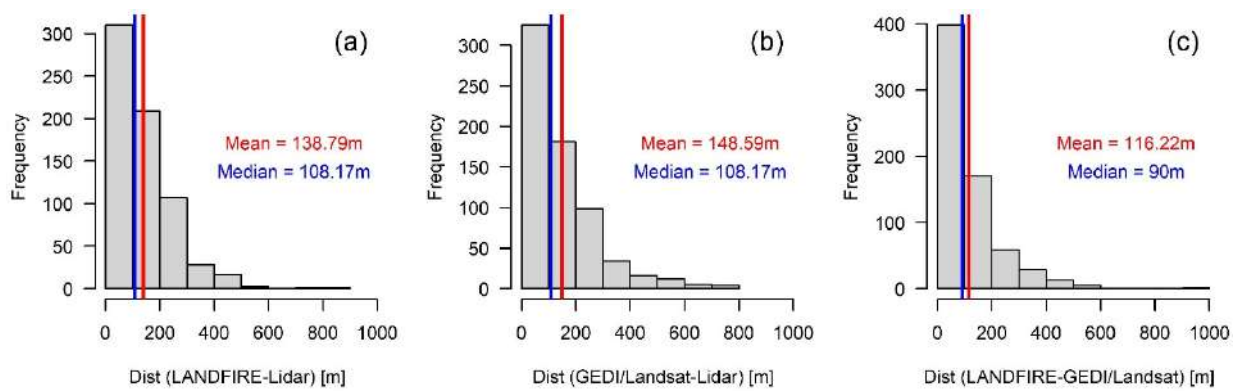 (a)
Frequency
300
250
200
150
100
50
0
Mean = 138.79m
Median = 108.17m
0 200 400 600 800 1000
Dist (LANDFIRE-Lidar) [m]
(b)
Frequency
300
250
200
150
100
50
0
Mean = 148.59m
Median = 108.17m
0 200 400 600 800 1000
Dist (GEDI/Landsat-Lidar) [m]
(c)
Frequency
400
300
200
100
0
Mean = 116.22m
Median = 90m
0 200 400 600 800 1000
Dist (LANDFIRE-GEDI/Landsat) [m]